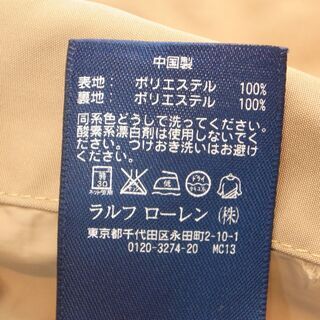 中国製
表地: ポリエステル 100%
裏地: ポリエステル 100%
同系色どうしで洗ってください。
酸素系漂白剤は使用しないでく
ださい。つけおき洗いはお避け
ください。
ラルフ ローレン (株)
東京都千代田区永田町2-10-1
0120-3274-20 MC13